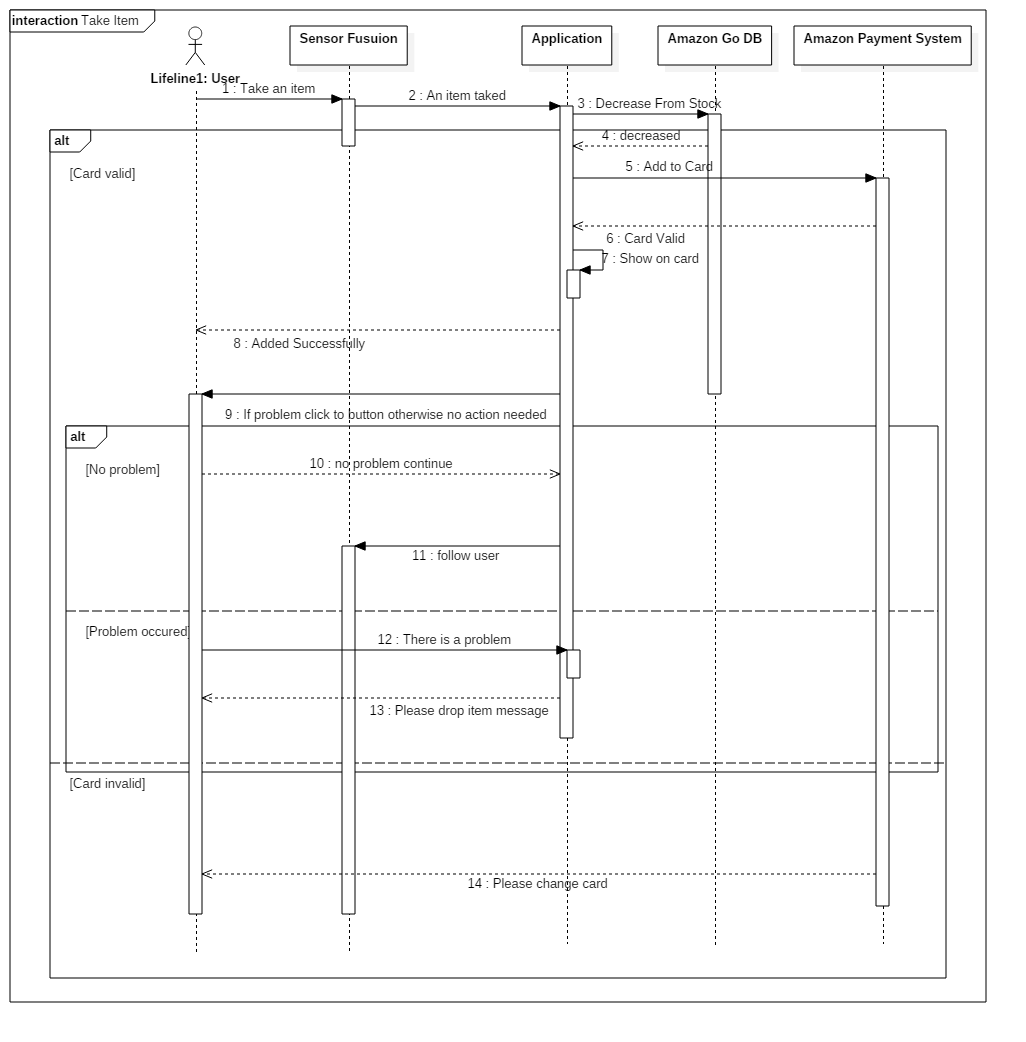 interaction Take Item
Sensor Fusuion
Application
Amazon Go DB
Amazon Payment System
Lifeline1: User
1 : Take an item
2 : An item taked
3 : Decrease From Stock
alt
4 : decreased
[Card valid]
5 : Add to Card
6 : Card Valid
7 : Show on card
8 : Added Successfully
9 : If problem click to button otherwise no action needed
alt
[No problem]
10 : no problem continue
11 : follow user
[Problem occured]
12 : There is a problem
13 : Please drop item message
[Card invalid]
14 : Please change card